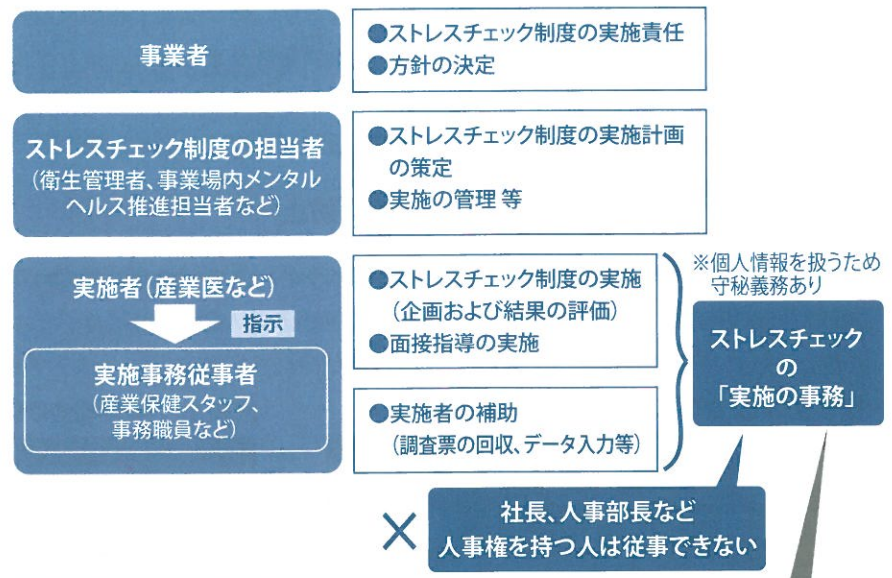 事業者
●ストレスチェック制度の実施責任
●方針の決定
ストレスチェック制度の担当者
（衛生管理者、事業場内メンタル
ヘルス推進担当者など）
●ストレスチェック制度の実施計画
の策定
●実施の管理 等
実施者（産業医など）
指示
実施事務従事者
（産業保健スタッフ、
事務職員など）
●ストレスチェック制度の実施
（企画および結果の評価）
●面接指導の実施
●実施者の補助
（調査票の回収、データ入力等）
※個人情報を扱うため
守秘義務あり
ストレスチェック
の
「実施の事務」
×
社長、人事部長など
人事権を持つ人は従事できない